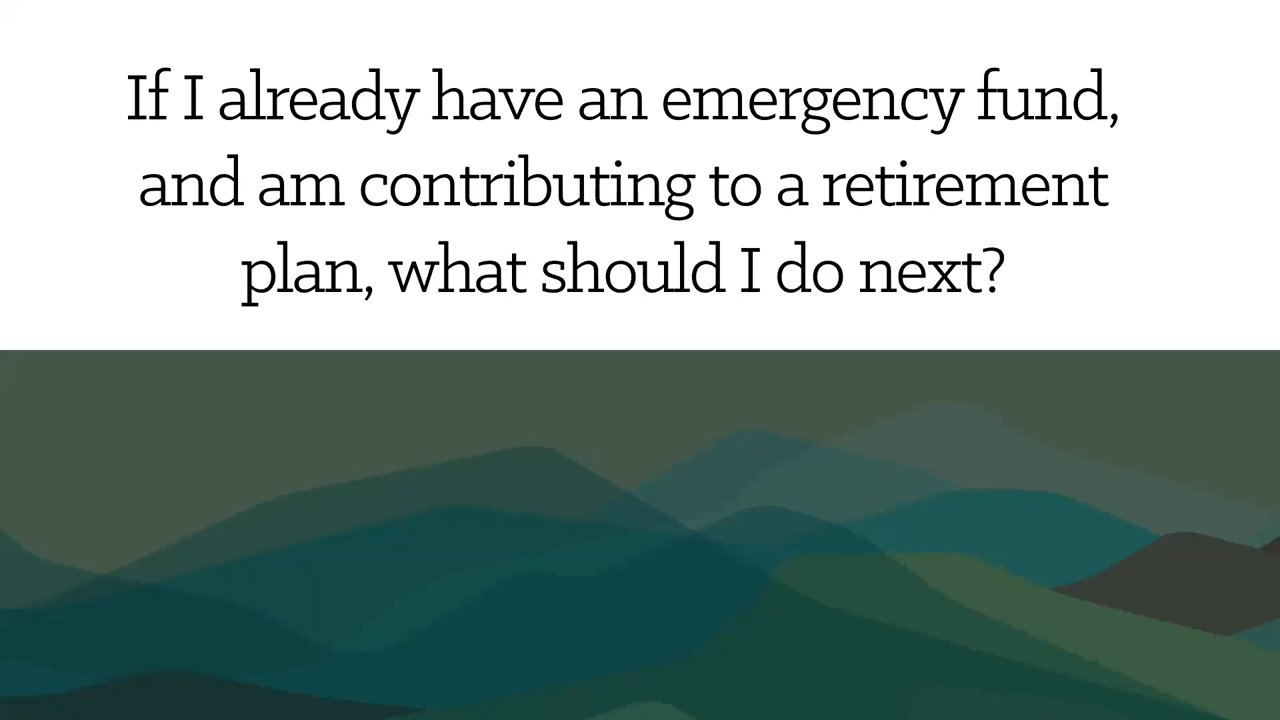 If I already have an emergency fund,
and am contributing to a retirement
plan, what should I do next?